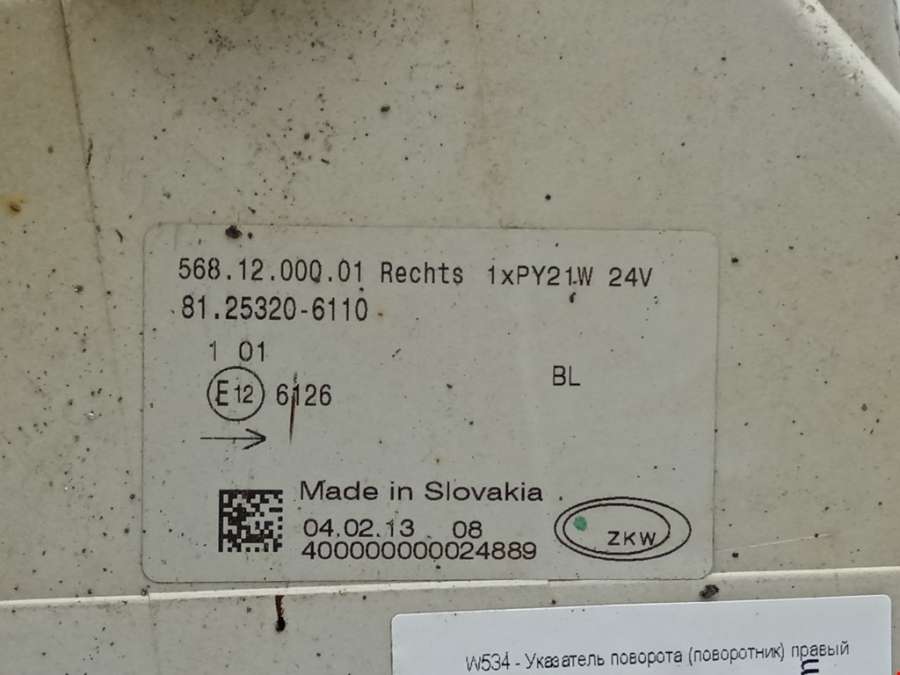 568.12.000.01 Rechts 1xPY21W 24V
81.25320-6110
1 01
E12 6126
BL
Made in Slovakia
04.02.13 08
400000000024889
ZKW
W534 - Указатель поворота (поворотник) правый